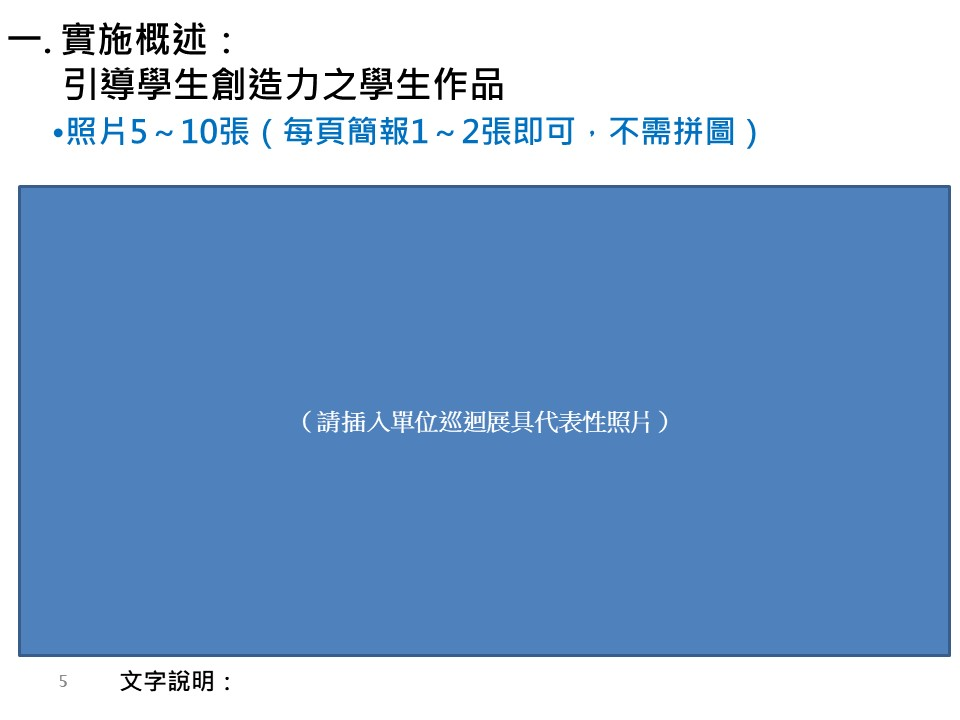 一. 實施概述：
引導學生創造力之學生作品
•照片5～10張（每頁簡報1～2張即可，不需拼圖）
（請插入單位巡迴展具代表性照片）
5
文字說明：